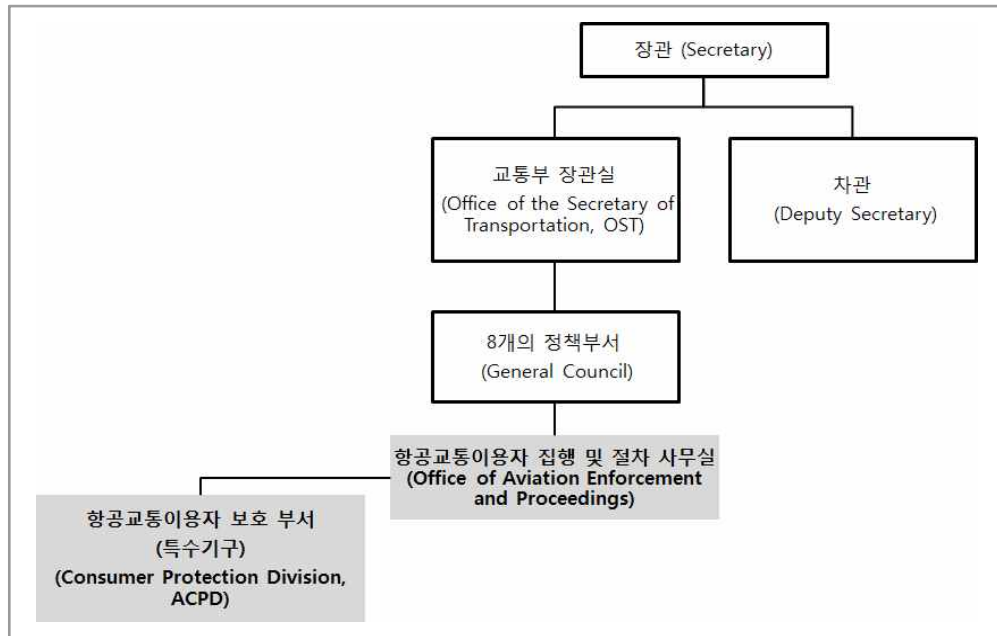 장관 (Secretary)
교통부 장관실
(Office of the Secretary of
Transportation, OST)
차관
(Deputy Secretary)
8개의 정책부서
(General Council)
항공교통이용자 집행 및 절차 사무실
(Office of Aviation Enforcement
and Proceedings)
항공교통이용자 보호 부서
(특수기구)
(Consumer Protection Division,
ACPD)